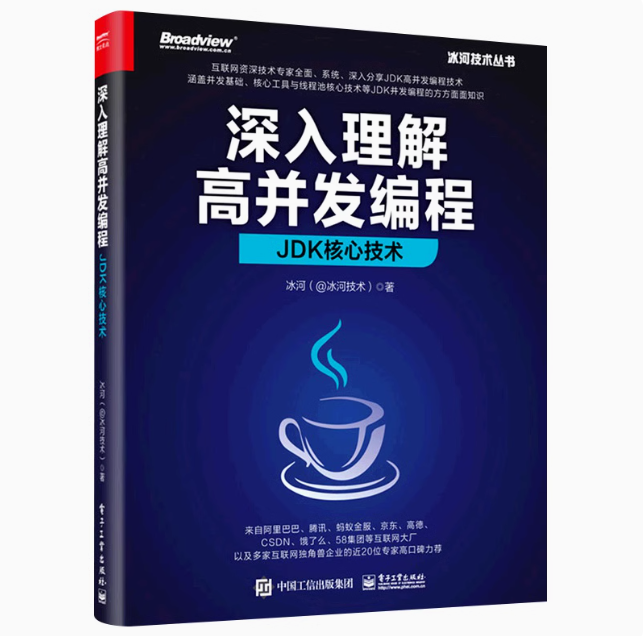 Broadview®
www.broadview.com.cn
冰河技术丛书
互联网资深技术专家全面、系统、深入分享JDK高并发编程技术
涵盖并发基础、核心工具与线程池核心技术等JDK并发编程的方方面面知识
深入理解
高并发编程
JDK核心技术
冰河(@冰河技术)◎著
来自阿里巴巴、腾讯、蚂蚁金服、京东、高德、
CSDN、饿了么、58集团等互联网大厂
以及多家互联网独角兽企业的近20位专家高口碑力荐
中国工信出版集团
电子工业出版社
深入理解高并发编程 JDK核心技术
冰河(@冰河技术)◎著
电子工业出版社